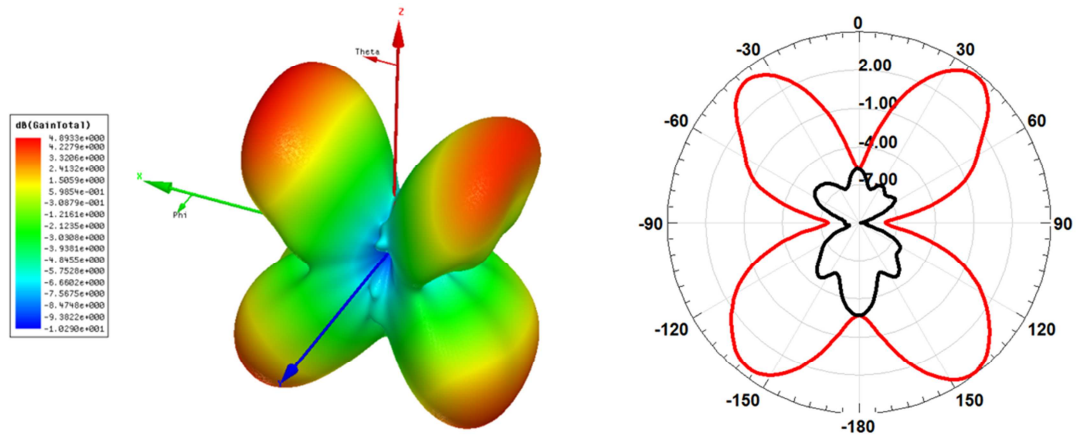 Z
Theta
X
Phi
dB(GainTotal)
4.8933e+000
4.2279e+000
3.3206e+000
2.4132e+000
1.5059e+000
5.9854e-001
-3.0879e-001
-1.2161e+000
-2.1235e+000
-3.0308e+000
-3.9381e+000
-4.8455e+000
-5.7528e+000
-6.6602e+000
-7.5675e+000
-8.4748e+000
-9.3822e+000
-1.0290e+001
0
-30
30
2.00
-60
-1.00
60
-4.00
-7.00
-90
90
-120
120
-150
150
-180